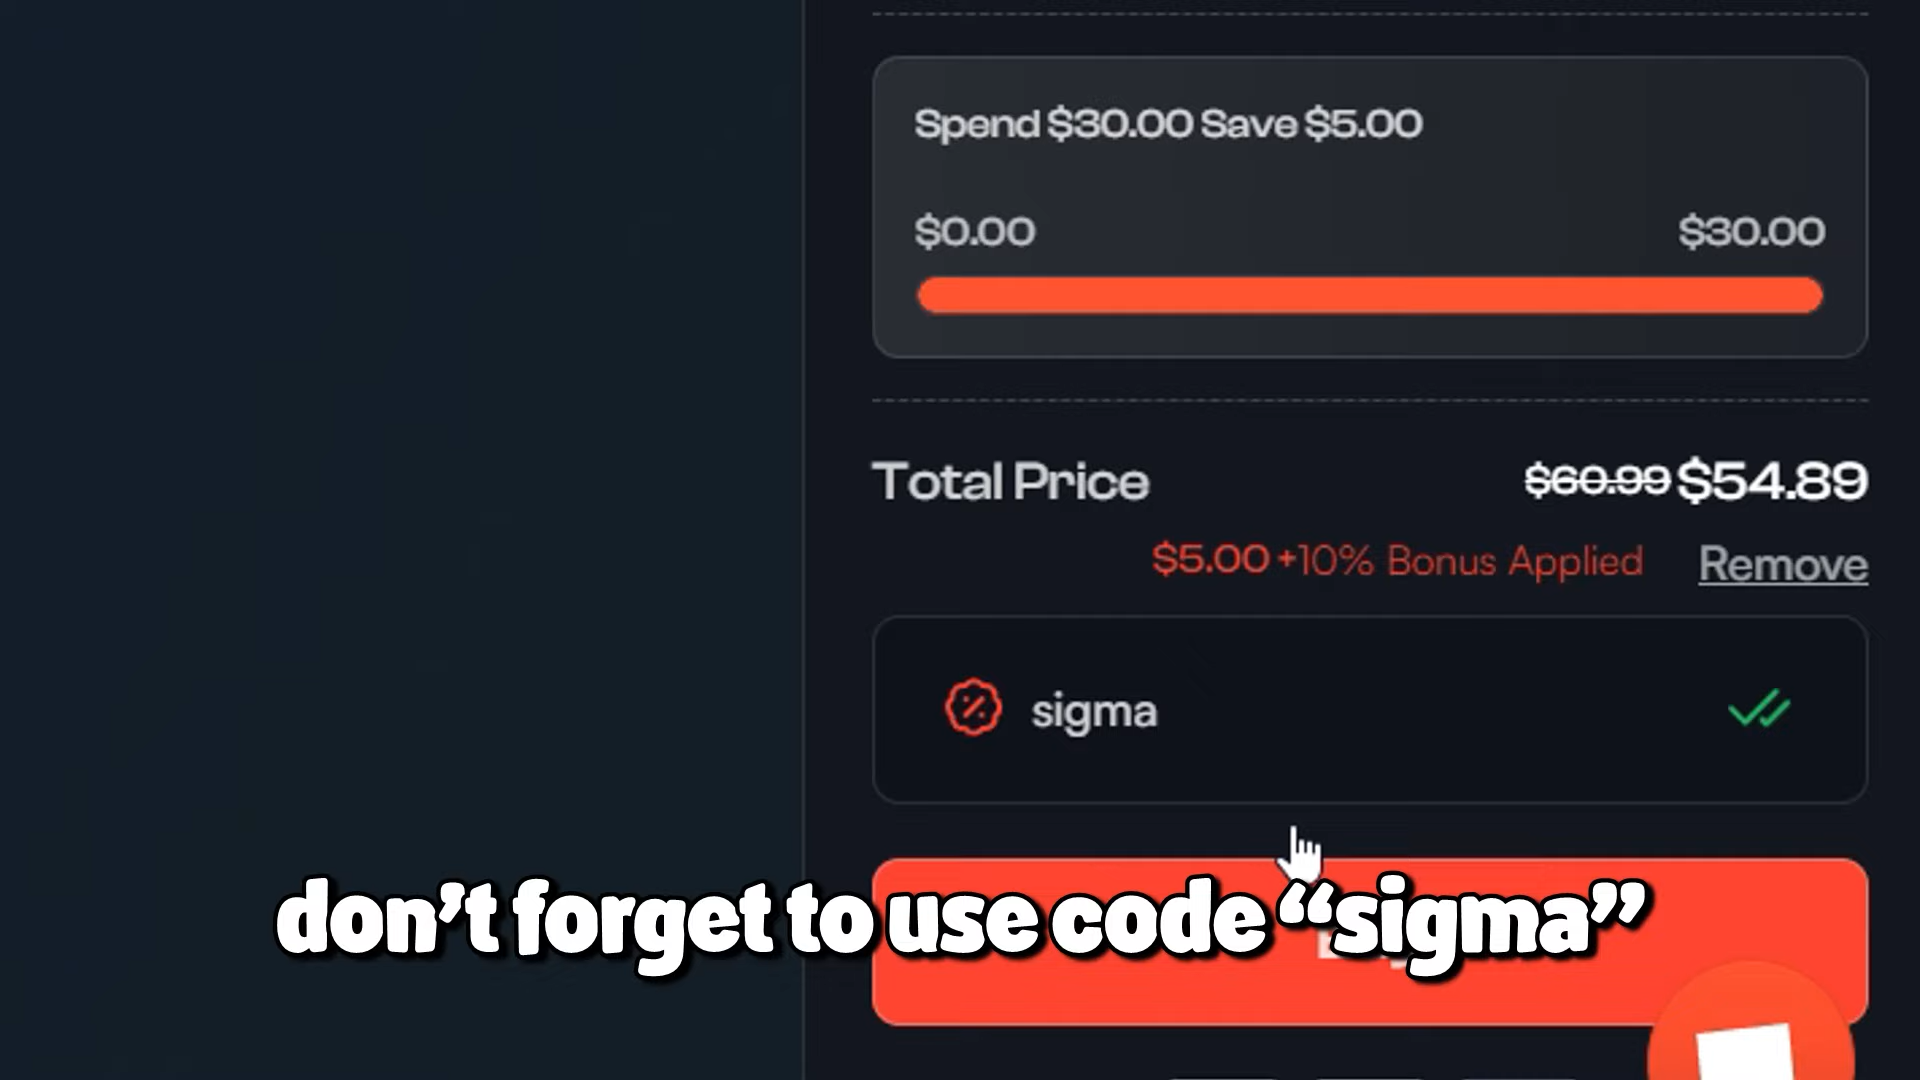 Spend $30.00 Save $5.00
$0.00 $30.00
Total Price $60.99 $54.89
$5.00 +10% Bonus Applied Remove
sigma
don’t forget to use code “sigma”